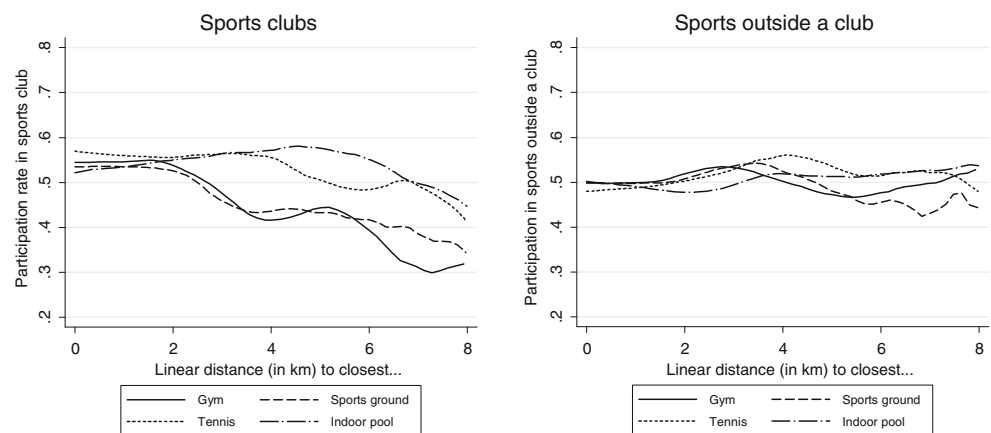 Sports clubs
Participation rate in sports club
.8
.7
.6
.5
.4
.3
.2
0 2 4 6 8
Linear distance (in km) to closest...
Gym Sports ground
Tennis Indoor pool
Sports outside a club
Participation in sports outside a club
.8
.7
.6
.5
.4
.3
.2
0 2 4 6 8
Linear distance (in km) to closest...
Gym Sports ground
Tennis Indoor pool